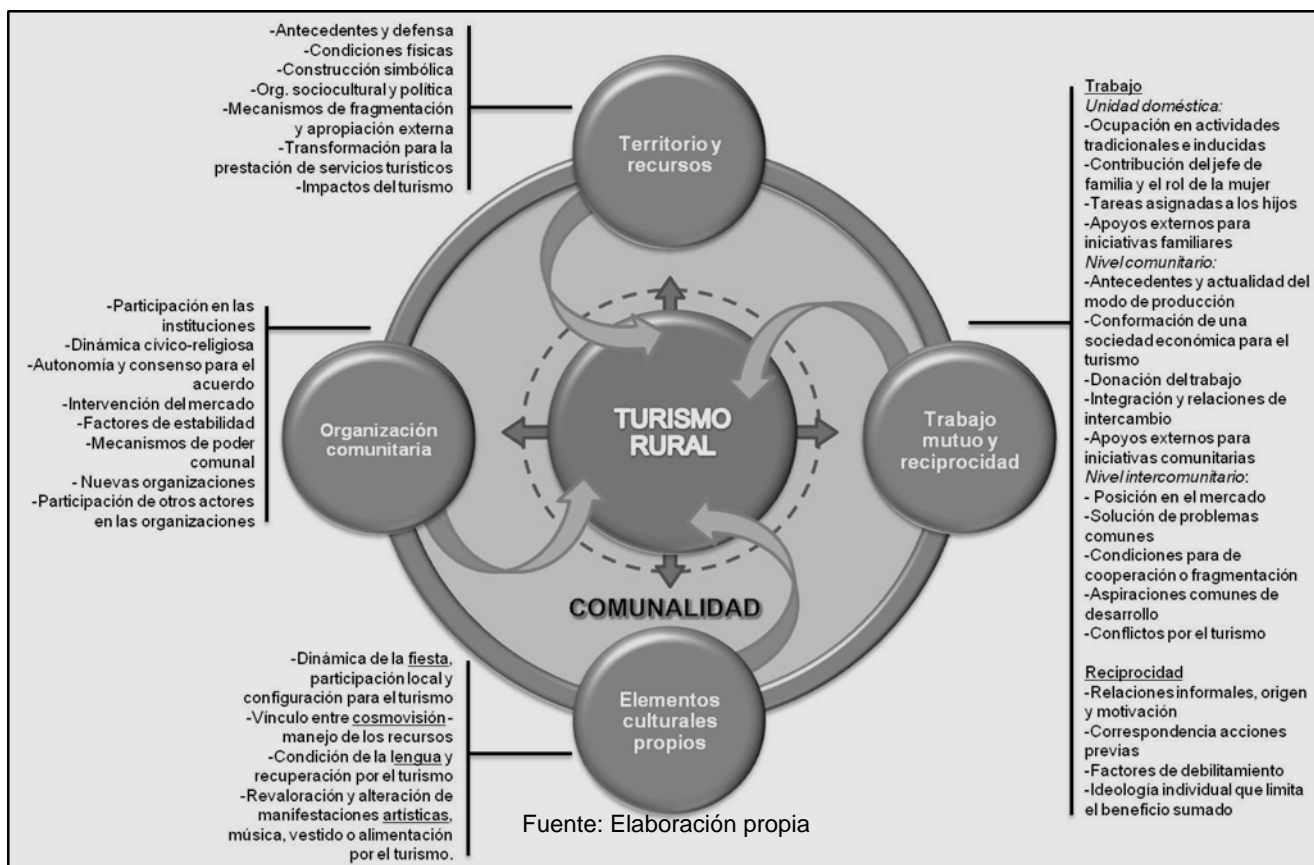 -Antecedentes y defensa
-Condiciones físicas
-Construcción simbólica
-Org. sociocultural y política
-Mecanismos de fragmentación
y apropiación externa
-Transformación para la
prestación de servicios turísticos
-Impactos del turismo
Territorio y
recursos
-Participación en las
instituciones
-Dinámica cívico-religiosa
-Autonomía y consenso para el
acuerdo
-Intervención del mercado
-Factores de estabilidad
-Mecanismos de poder
comunal
- Nuevas organizaciones
-Participación de otros actores
en las organizaciones
Organización
comunitaria
TURISMO
RURAL
COMUNALIDAD
Trabajo
mutuo y
reciprocidad
Trabajo
Unidad doméstica:
-Ocupación en actividades
tradicionales e inducidas
-Contribución del jefe de
familia y el rol de la mujer
-Tareas asignadas a los hijos
-Apoyos externos para
iniciativas familiares
Nivel comunitario:
-Antecedentes y actualidad del
modo de producción
-Conformación de una
sociedad económica para el
turismo
-Donación del trabajo
-Integración y relaciones de
intercambio
-Apoyos externos para
iniciativas comunitarias
Nivel intercomunitario:
- Posición en el mercado
-Solución de problemas
comunes
-Condiciones para de
cooperación o fragmentación
-Aspiraciones comunes de
desarrollo
-Conflictos por el turismo
Reciprocidad
-Relaciones informales, origen
y motivación
-Correspondencia acciones
previas
-Factores de debilitamiento
-Ideología individual que limita
el beneficio sumado
-Dinámica de la fiesta,
participación local y
configuración para el turismo
-Vínculo entre cosmovisión-
manejo de los recursos
-Condición de la lengua y
recuperación por el turismo
-Revaloración y alteración de
manifestaciones artísticas,
música, vestido o alimentación
por el turismo.
Elementos
culturales
propios
Fuente: Elaboración propia